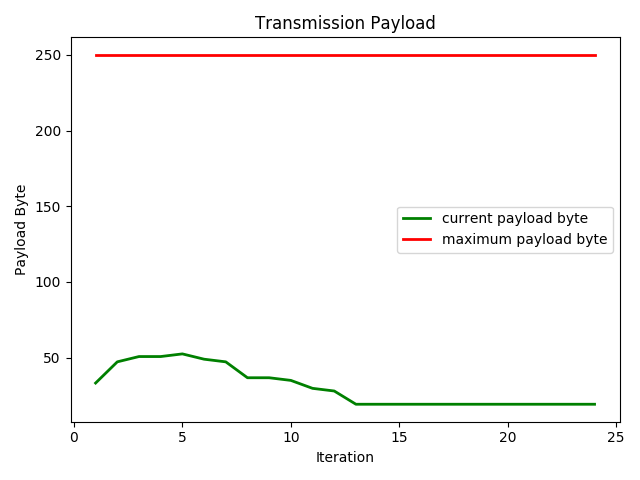 Transmission Payload
250
200
150
100
50
Payload Byte
current payload byte
maximum payload byte
0
5
10
15
20
25
Iteration